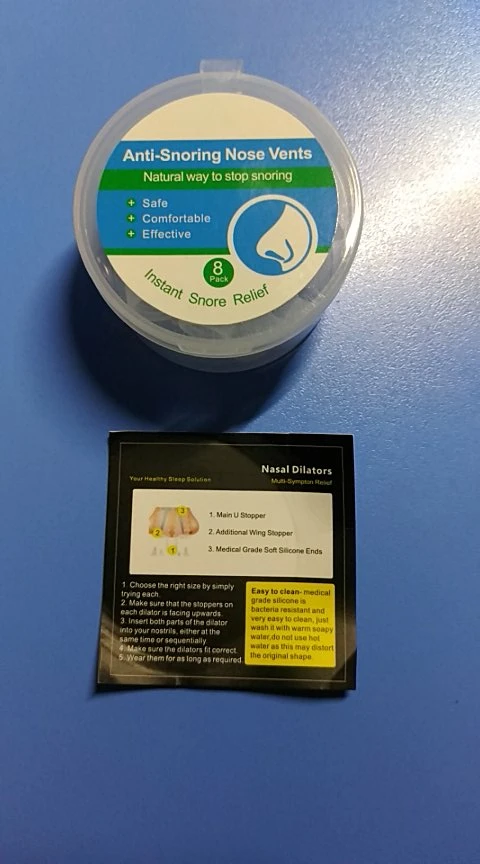 Anti-Snoring Nose Vents
Natural way to stop snoring
+ Safe
+ Comfortable
+ Effective
8
Pack
Instant Snore Relief
Nasal Dilators
Your Healthy Sleep Solution
Multi-Sympton Relief
3
2
1
1. Main U Stopper
2. Additional Wing Stopper
3. Medical Grade Soft Silicone Ends
1. Choose the right size by simply
trying each.
2. Make sure that the stoppers on
each dilator is facing upwards.
3. Insert both parts of the dilator
into your nostrils, either at the
same time or sequentially.
4. Make sure the dilators fit correct.
5. Wear them for as long as required
Easy to clean- medical
grade silicone is
bacteria resistant and
very easy to clean, just
wash it with warm soapy
water,do not use hot
water as this may distort
the original shape.